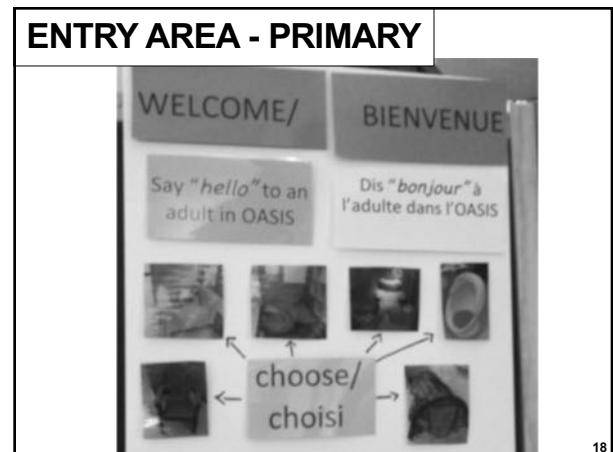 ENTRY AREA - PRIMARY
WELCOME/
BIENVENUE
Say "hello" to an
adult in OASIS
Dis "bonjour" à
l'adulte dans l'OASIS
choose/
choisi
18